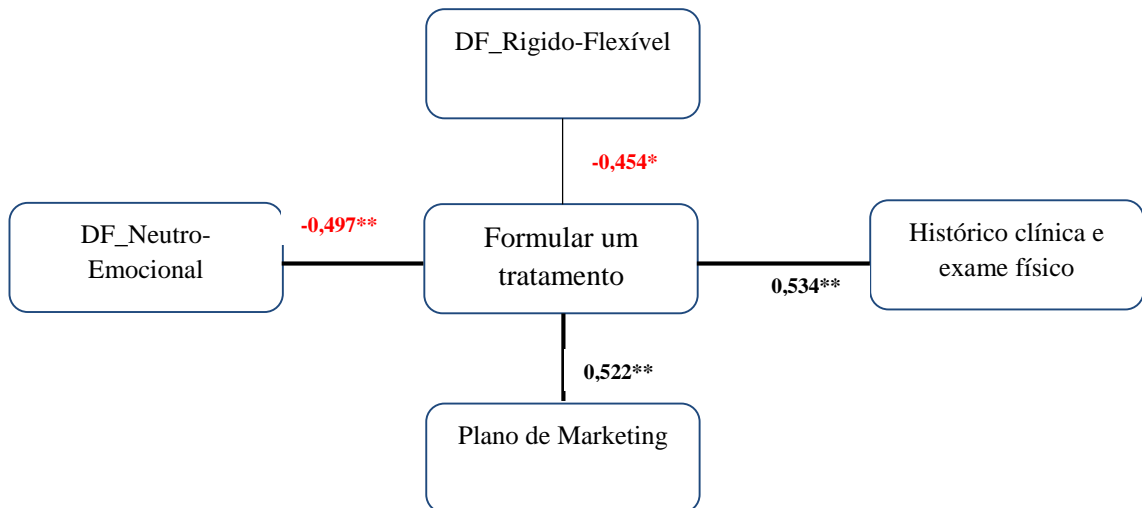 DF_Rigido-Flexível
-0,454*
DF_Neutro-
Emocional
-0,497**
Formular um
tratamento
Histórico clínica e
exame físico
0,534**
0,522**
Plano de Marketing